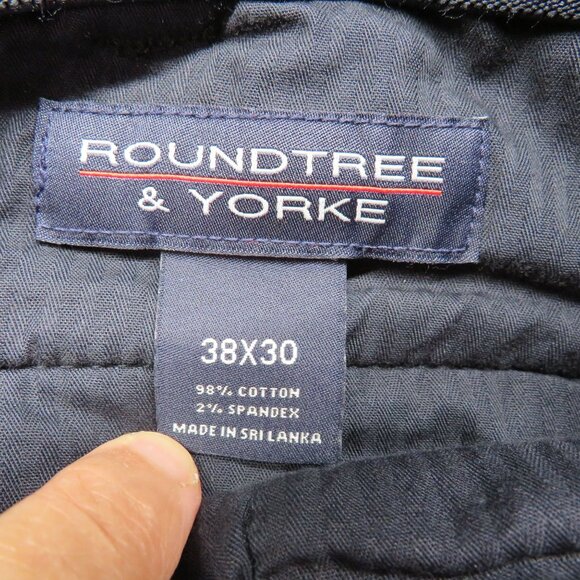 ROUNDTREE
& YORKE
38X30
98% COTTON
2% SPANDEX
MADE IN SRI LANKA